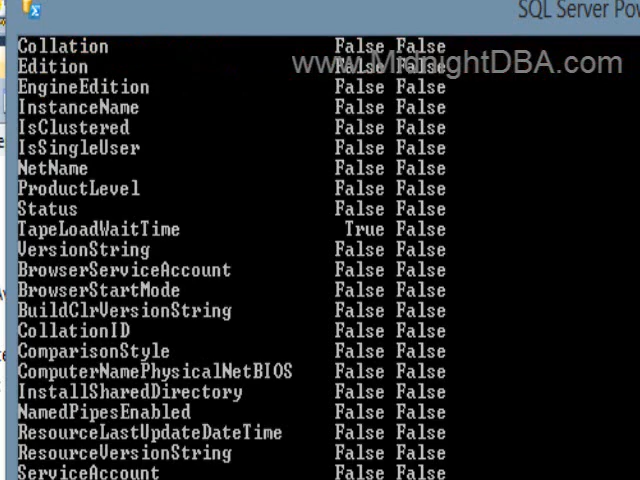 SQL Server Pow
www.MidnightDBA.com
Collation False False
Edition False False
EngineEdition False False
InstanceName False False
IsClustered False False
IsSingleUser False False
NetName False False
ProductLevel False False
Status False False
TapeLoadWaitTime True False
VersionString False False
BrowserServiceAccount False False
BrowserStartMode False False
BuildClrVersionString False False
CollationID False False
ComparisonStyle False False
ComputerNamePhysicalNetBIOS False False
InstallSharedDirectory False False
NamedPipesEnabled False False
ResourceLastUpdateDateTime False False
ResourceVersionString False False
ServiceAccount False False